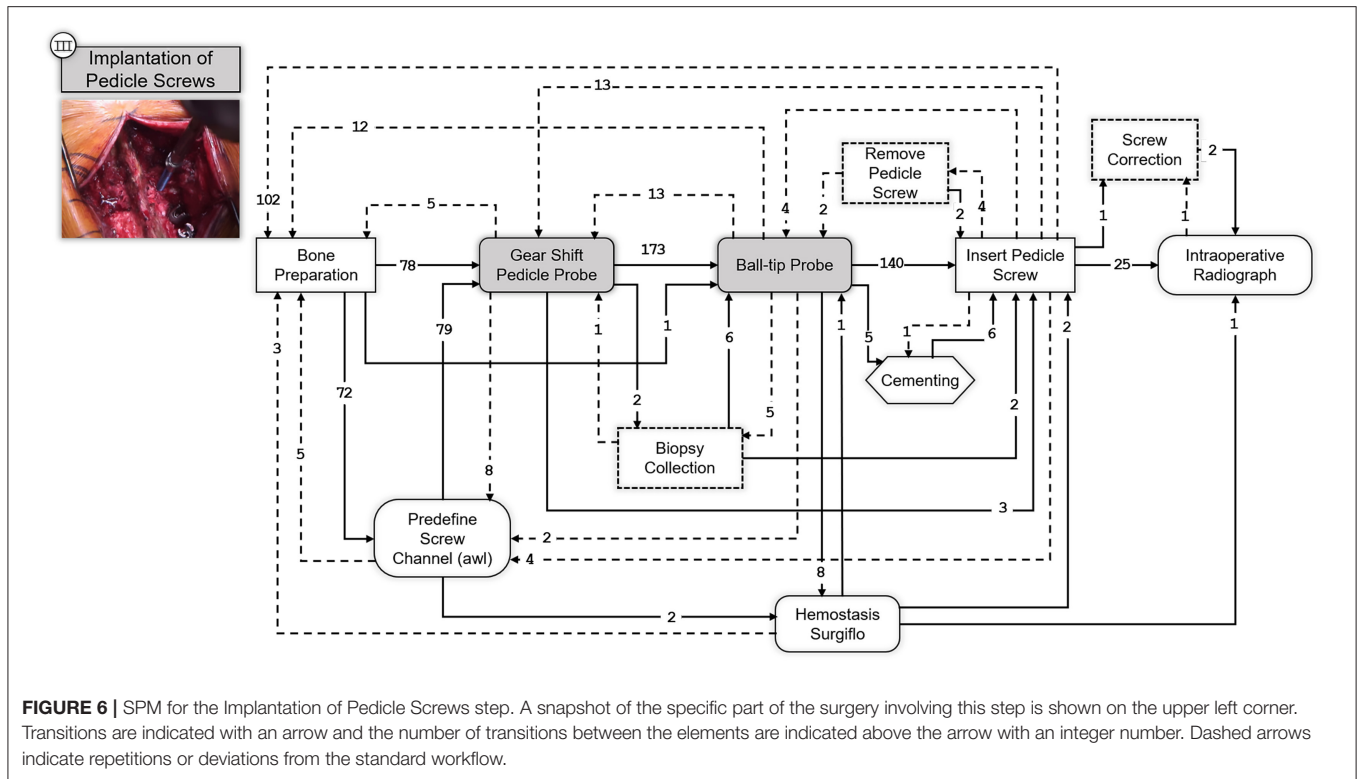 III
Implantation of
Pedicle Screws
13
12
Screw
Correction
2
Remove
Pedicle
Screw
102
5
13
4
2
2
4
1
1
Bone
Preparation
78
Gear Shift
Pedicle Probe
173
Ball-tip Probe
140
Insert Pedicle
Screw
25
Intraoperative
Radiograph
3
79
1
1
6
1
5
1
6
2
1
Cementing
72
2
5
2
Biopsy
Collection
5
8
3
Predefine
Screw
Channel (awl)
2
4
8
2
Hemostasis
Surgiflo
FIGURE 6 | SPM for the Implantation of Pedicle Screws step. A snapshot of the specific part of the surgery involving this step is shown on the upper left corner.
Transitions are indicated with an arrow and the number of transitions between the elements are indicated above the arrow with an integer number. Dashed arrows
indicate repetitions or deviations from the standard workflow.